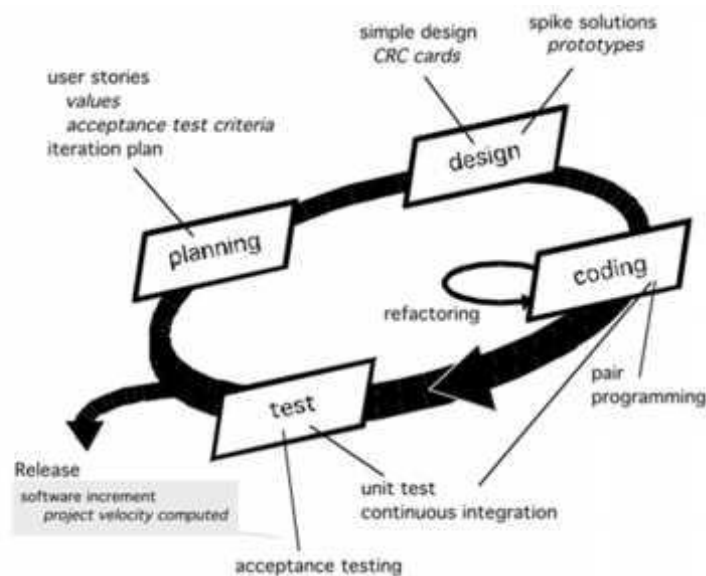 simple design
CRC cards
spike solutions
prototypes
user stories
values
acceptance test criteria
iteration plan
design
planning
coding
refactoring
pair
programming
test
Release
software increment
project velocity computed
unit test
continuous integration
acceptance testing